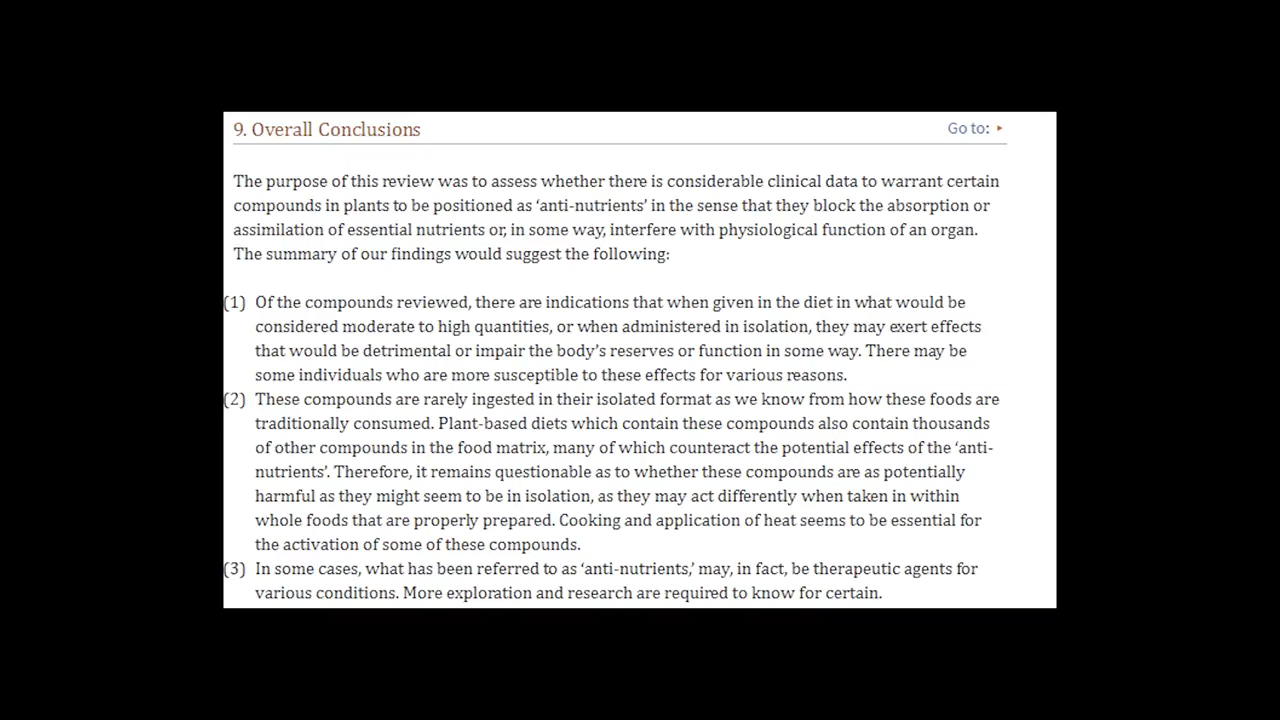 9. Overall Conclusions
Go to:
The purpose of this review was to assess whether there is considerable clinical data to warrant certain
compounds in plants to be positioned as ‘anti-nutrients’ in the sense that they block the absorption or
assimilation of essential nutrients or, in some way, interfere with physiological function of an organ.
The summary of our findings would suggest the following:
(1) Of the compounds reviewed, there are indications that when given in the diet in what would be
considered moderate to high quantities, or when administered in isolation, they may exert effects
that would be detrimental or impair the body’s reserves or function in some way. There may be
some individuals who are more susceptible to these effects for various reasons.
(2) These compounds are rarely ingested in their isolated format as we know from how these foods are
traditionally consumed. Plant-based diets which contain these compounds also contain thousands
of other compounds in the food matrix, many of which counteract the potential effects of the ‘anti-
nutrients’. Therefore, it remains questionable as to whether these compounds are as potentially
harmful as they might seem to be in isolation, as they may act differently when taken in within
whole foods that are properly prepared. Cooking and application of heat seems to be essential for
the activation of some of these compounds.
(3) In some cases, what has been referred to as ‘anti-nutrients,’ may, in fact, be therapeutic agents for
various conditions. More exploration and research are required to know for certain.